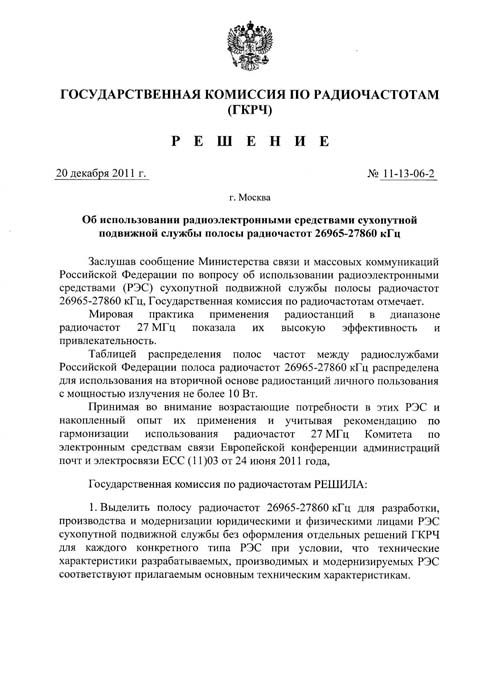 ГОСУДАРСТВЕННАЯ КОМИССИЯ ПО РАДИОЧАСТОТАМ
(ГКРЧ)
Р Е Ш Е Н И Е
20 декабря 2011 г.
№ 11-13-06-2
г. Москва
Об использовании радиоэлектронными средствами сухопутной
подвижной службы полосы радиочастот 26965-27860 кГц
Заслушав сообщение Министерства связи и массовых коммуникаций
Российской Федерации по вопросу об использовании радиоэлектронными
средствами (РЭС) сухопутной подвижной службы полосы радиочастот
26965-27860 кГц, Государственная комиссия по радиочастотам отмечает.
Мировая практика применения радиостанций в диапазоне
радиочастот 27 МГц показала их высокую эффективность и
привлекательность.
Таблицей распределения полос частот между радиослужбами
Российской Федерации полоса радиочастот 26965-27860 кГц распределена
для использования на вторичной основе радиостанций личного пользования
с мощностью излучения не более 10 Вт.
Принимая во внимание возрастающие потребности в этих РЭС и
накопленный опыт их применения и учитывая рекомендацию по
гармонизации использования радиочастот 27 МГц Комитета по
электронным средствам связи Европейской конференции администраций
почт и электросвязи ECC (11)03 от 24 июня 2011 года,
Государственная комиссия по радиочастотам РЕШИЛА:
1. Выделить полосу радиочастот 26965-27860 кГц для разработки,
производства и модернизации юридическими и физическими лицами РЭС
сухопутной подвижной службы без оформления отдельных решений ГКРЧ
для каждого конкретного типа РЭС при условии, что технические
характеристики разрабатываемых, производимых и модернизируемых РЭС
соответствуют прилагаемым основным техническим характеристикам.